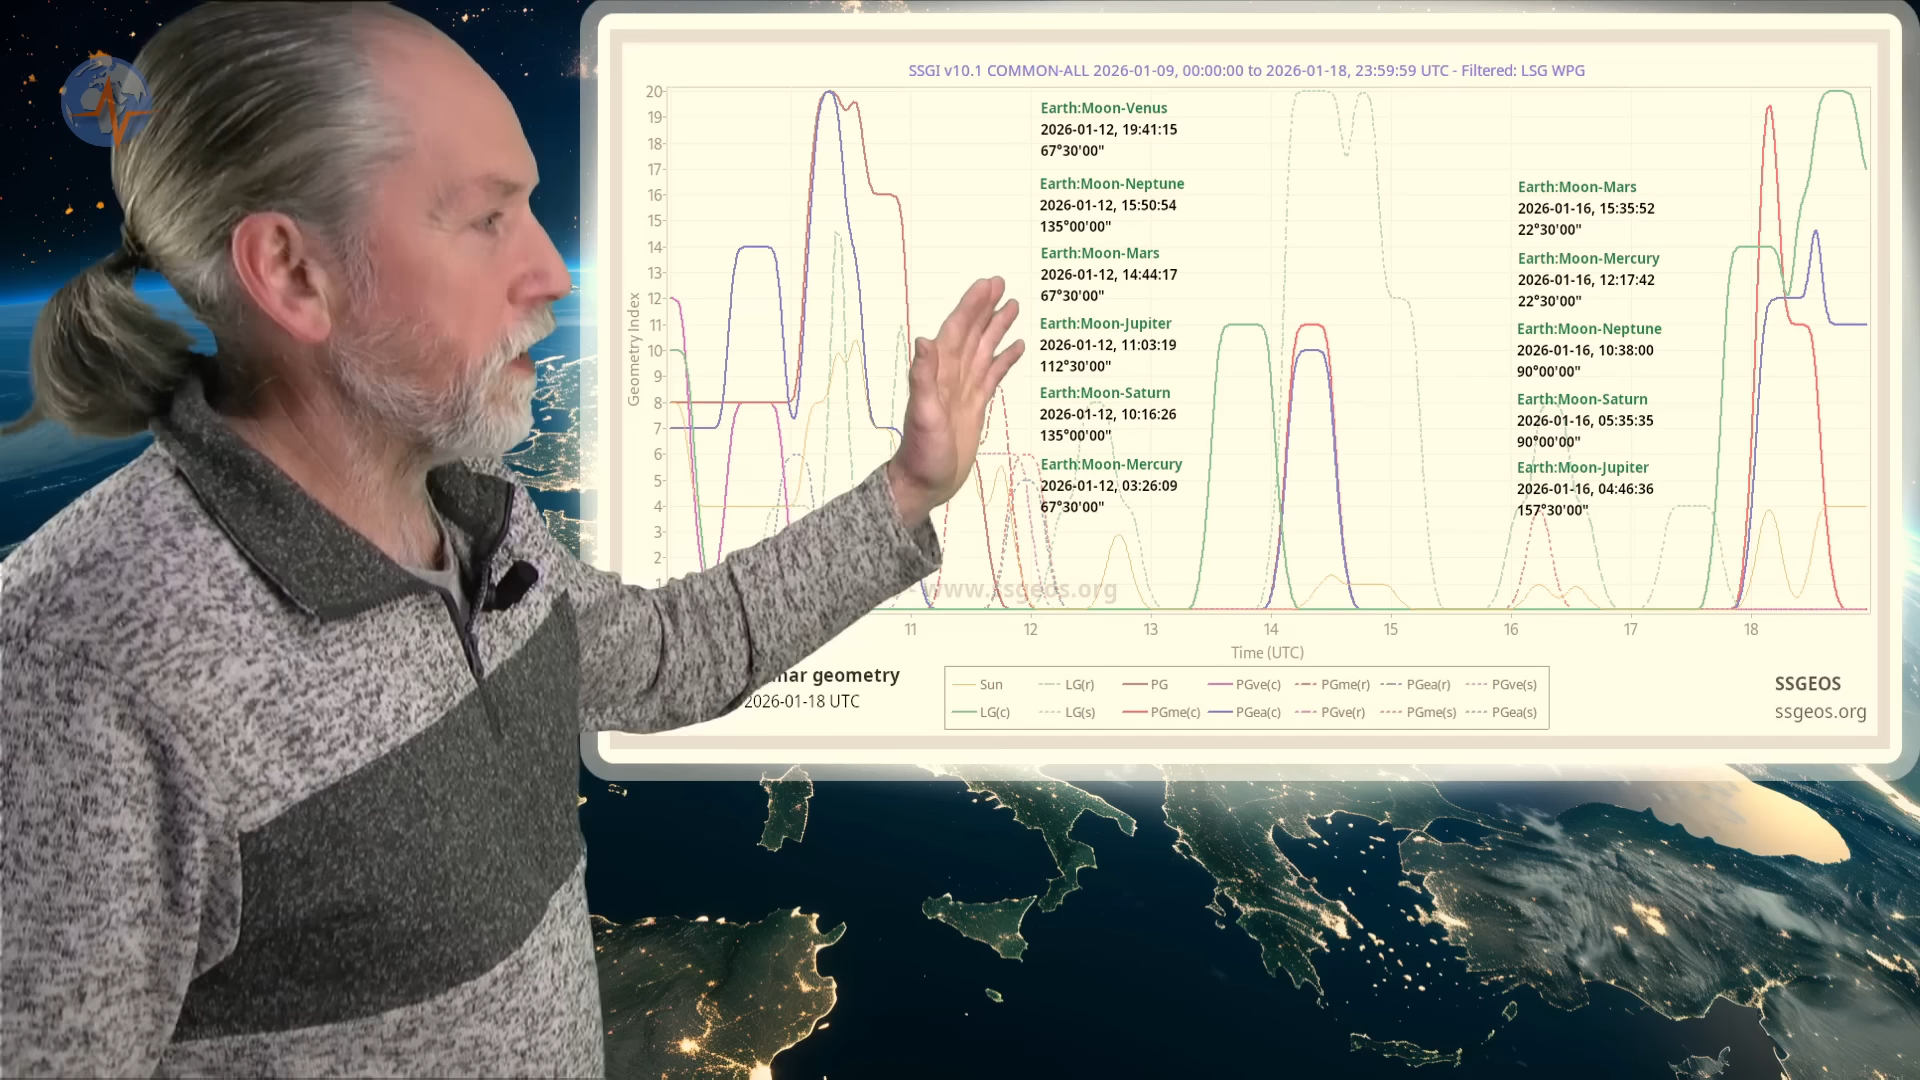 SSGI v10.1 COMMON-ALL 2026-01-09, 00:00:00 to 2026-01-18, 23:59:59 UTC - Filtered: LSG WPG
Geometry Index
20
19
18
17
16
15
14
13
12
11
10
9
8
7
6
5
4
3
2
1
Earth:Moon-Venus
2026-01-12, 19:41:15
67°30'00"
Earth:Moon-Neptune
2026-01-12, 15:50:54
135°00'00"
Earth:Moon-Mars
2026-01-12, 14:44:17
67°30'00"
Earth:Moon-Jupiter
2026-01-12, 11:03:19
112°30'00"
Earth:Moon-Saturn
2026-01-12, 10:16:26
135°00'00"
Earth:Moon-Mercury
2026-01-12, 03:26:09
67°30'00"
Earth:Moon-Mars
2026-01-16, 15:35:52
22°30'00"
Earth:Moon-Mercury
2026-01-16, 12:17:42
22°30'00"
Earth:Moon-Neptune
2026-01-16, 10:38:00
90°00'00"
Earth:Moon-Saturn
2026-01-16, 05:35:35
90°00'00"
Earth:Moon-Jupiter
2026-01-16, 04:46:36
157°30'00"
- www.ssgeos.org
11 12 13 14 15 16 17 18
Time (UTC)
geometry
2026-01-18 UTC
Sun LG(r) PG PGve(c) PGme(r) PGea(r) PGve(s)
LG(c) LG(s) PGme(c) PGea(c) PGve(r) PGme(s) PGea(s)
SSGEOS
ssgeos.org